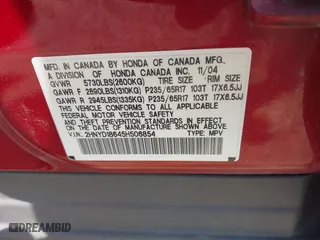 MFD. IN CANADA BY HONDA OF CANADA MFG.,
A DIVISION OF HONDA CANADA INC. 11/04
GVWR 5730LBS(2600KG) TIRE SIZE RIM SIZE
GAWR F 2890LBS(1310KG) P235/65R17 103T 17X6.5JJ
GAWR R 2945LBS(1335KG) P235/65R17 103T 17X6.5JJ
THIS VEHICLE CONFORMS TO ALL APPLICABLE
FEDERAL MOTOR VEHICLE SAFETY STANDARDS IN
EFFECT ON THE DATE OF MANUFACTURE SHOWN ABOVE.
V.I.N.: 2HNYD18645H506854 TYPE: MPV
DREAMBID